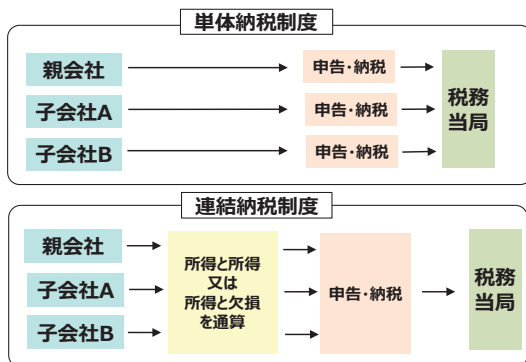 単体納税制度
親会社
申告・納税
子会社A
申告・納税
子会社B
申告・納税
税務
当局
連結納税制度
親会社
子会社A
子会社B
所得と所得
又は
所得と欠損
を通算
申告・納税
税務
当局